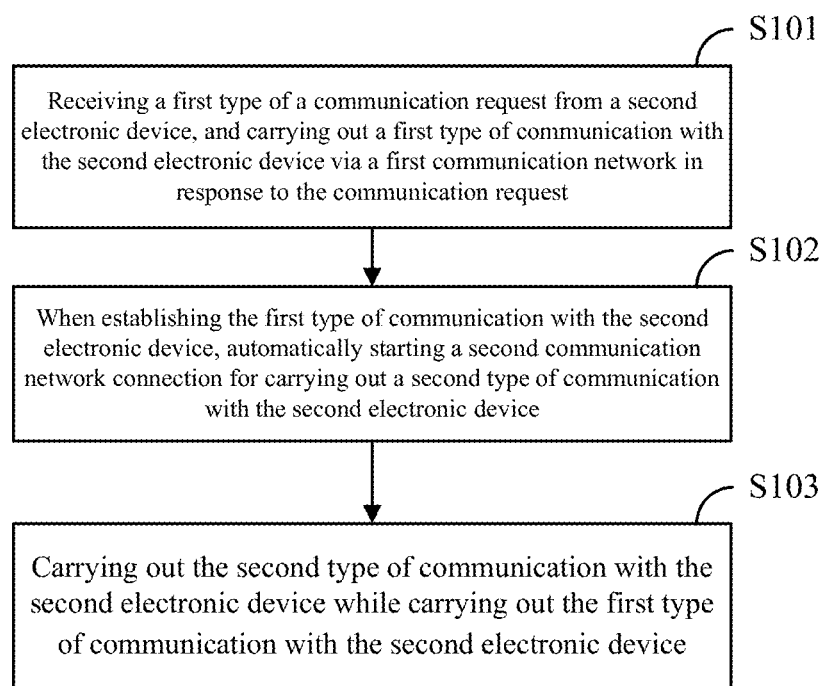 S101
Receiving a first type of a communication request from a second
electronic device, and carrying out a first type of communication with
the second electronic device via a first communication network in
response to the communication request
S102
When establishing the first type of communication with the second
electronic device, automatically starting a second communication
network connection for carrying out a second type of communication
with the second electronic device
S103
Carrying out the second type of communication with the
second electronic device while carrying out the first type
of communication with the second electronic device